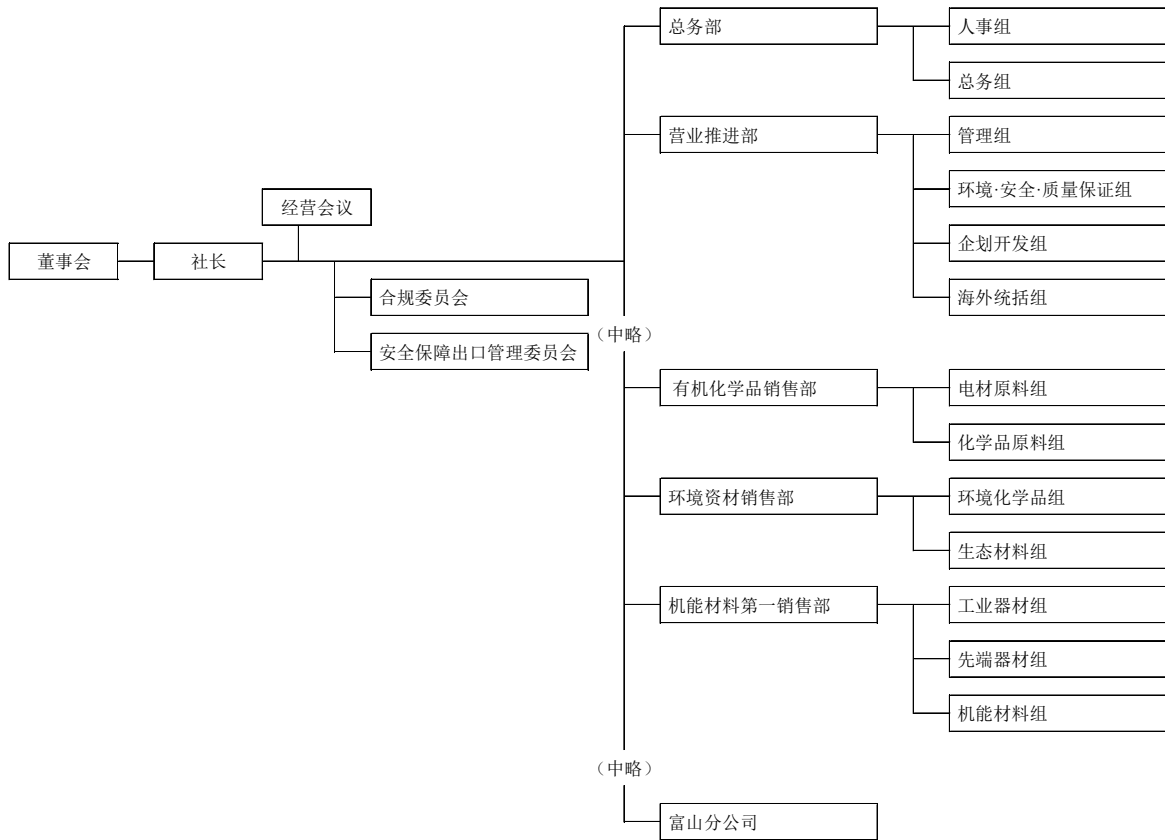 总务部
人事组
总务组
营业推进部
管理组
环境·安全·质量保证组
企划开发组
海外统括组
经营会议
董事会
社长
合规委员会
安全保障出口管理委员会
（中略）
有机化学品销售部
电材原料组
化学品原料组
环境资材销售部
环境化学品组
生态材料组
机能材料第一销售部
工业器材组
先端器材组
机能材料组
（中略）
富山分公司